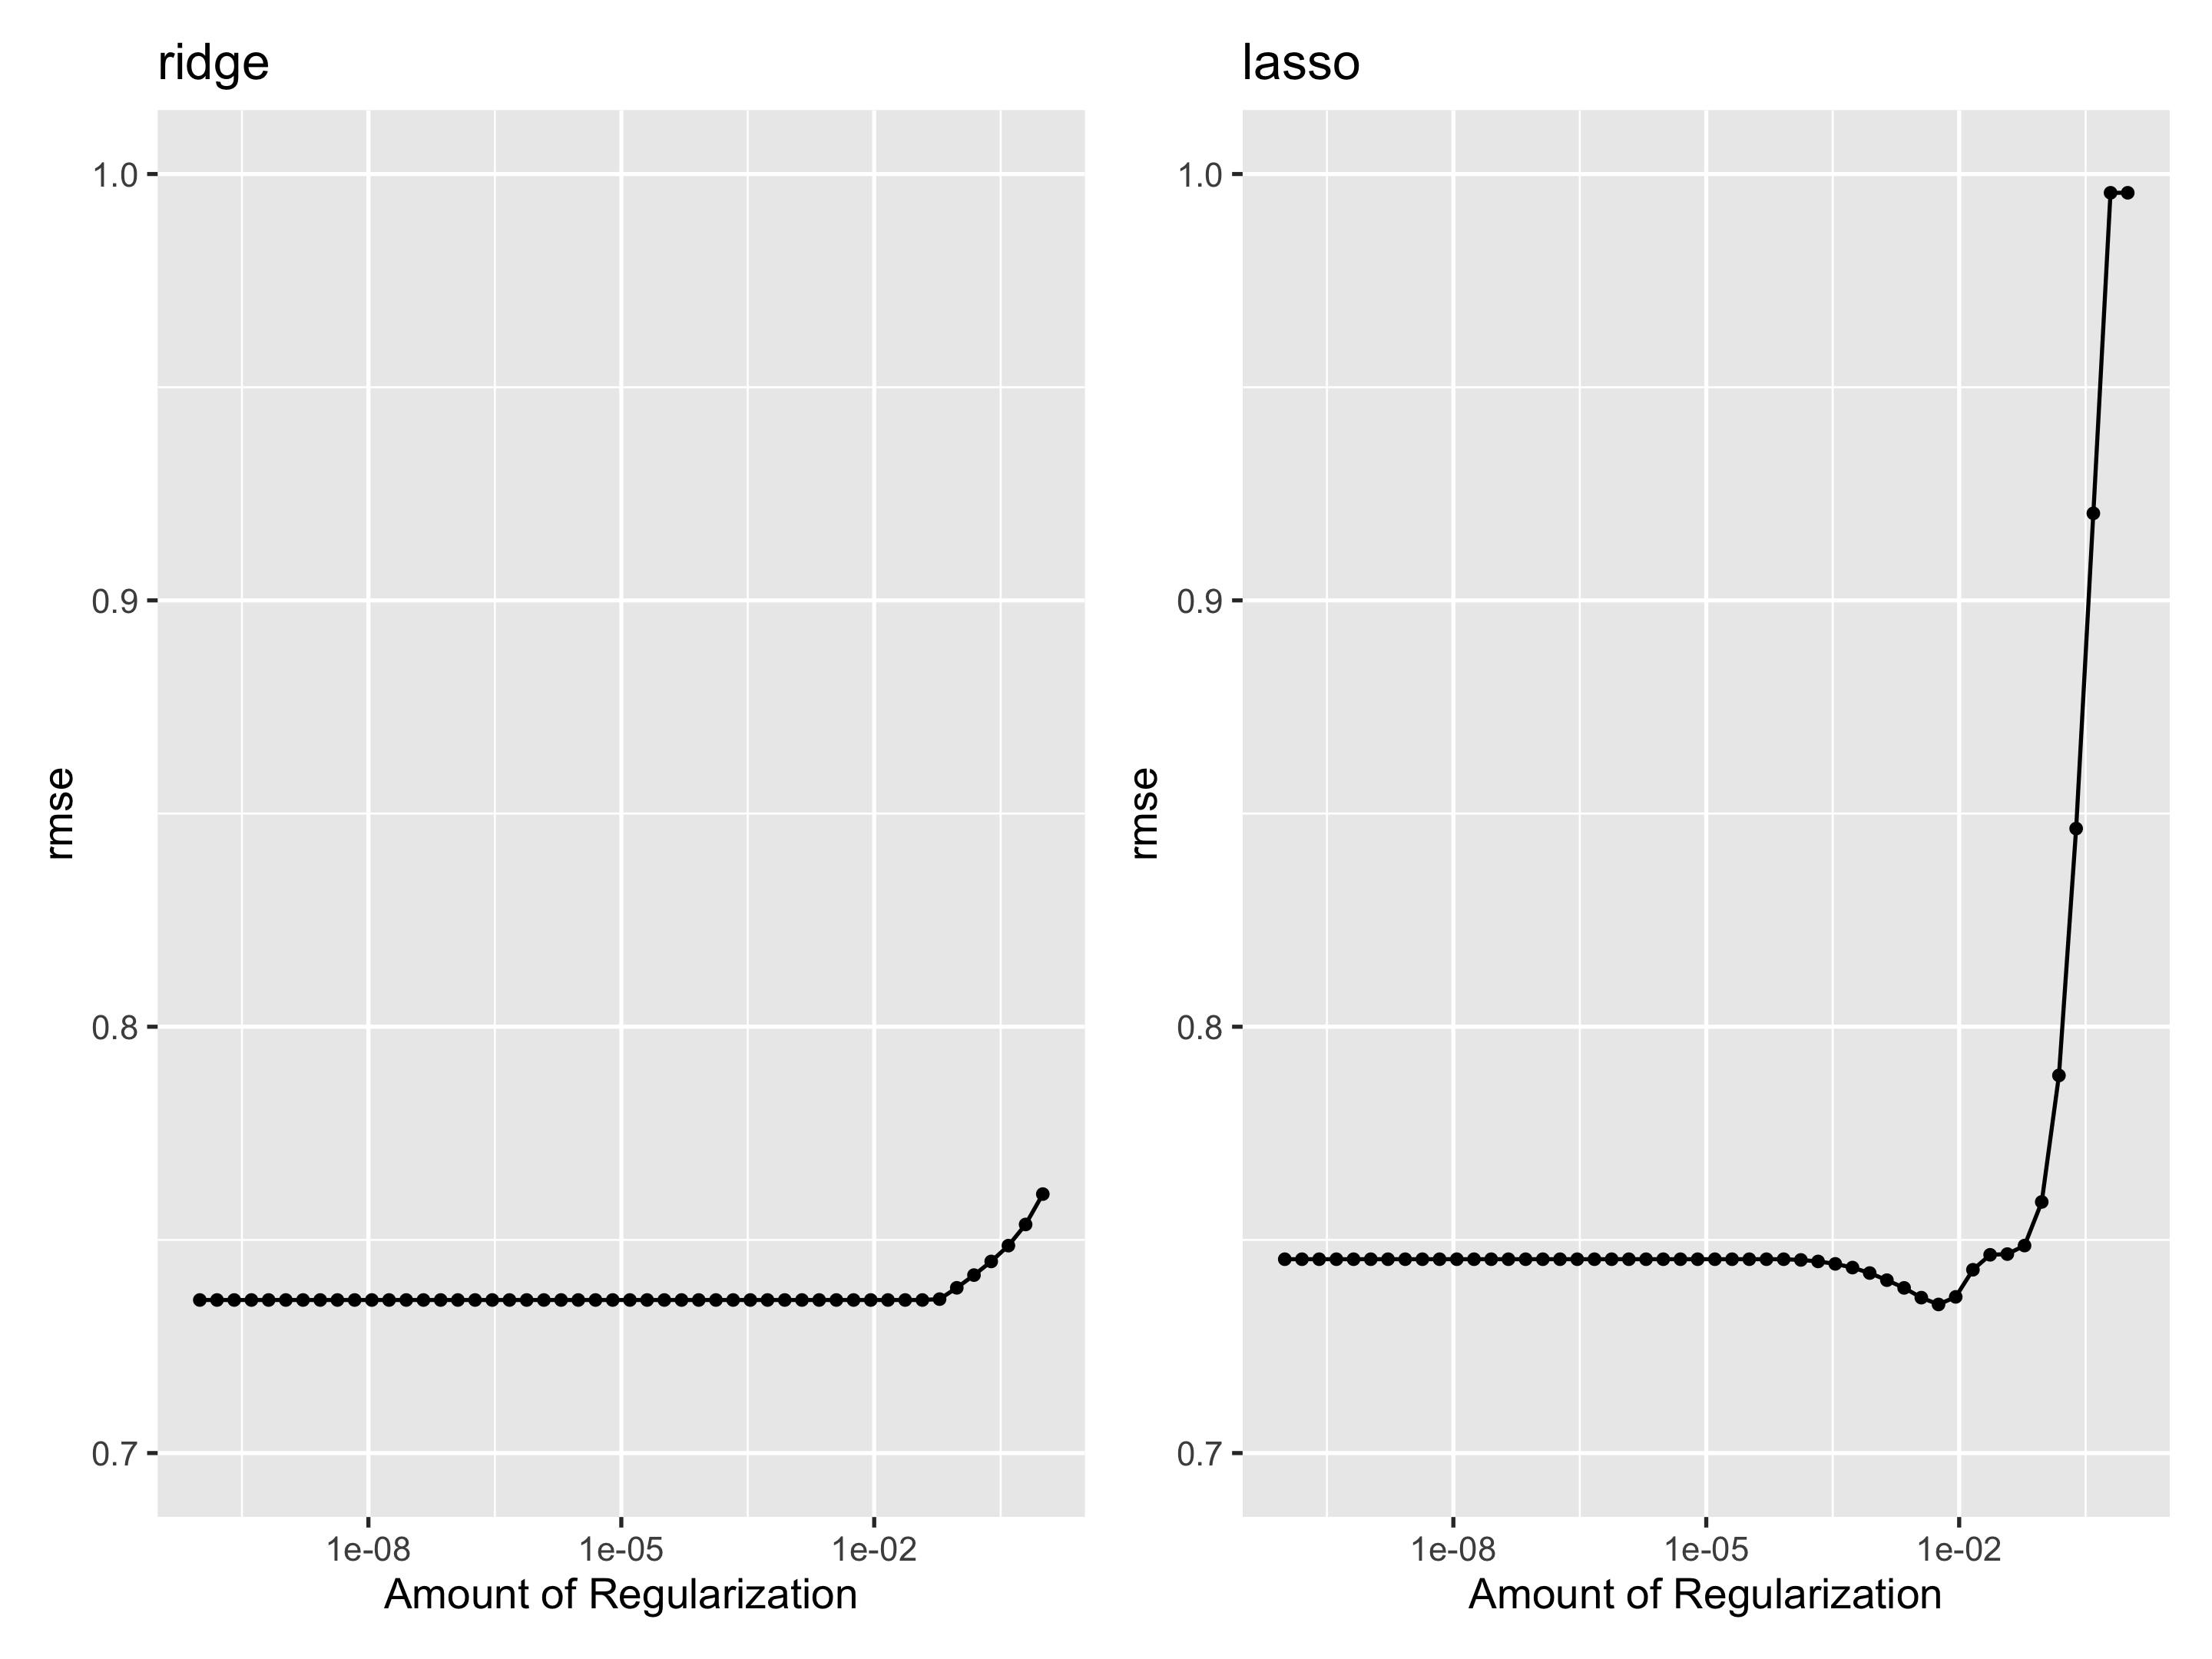 ridge
1.0
0.9
0.8
0.7
rmse
1e-08 1e-05 1e-02
Amount of Regularization
lasso
1.0
0.9
0.8
0.7
rmse
1e-08 1e-05 1e-02
Amount of Regularization